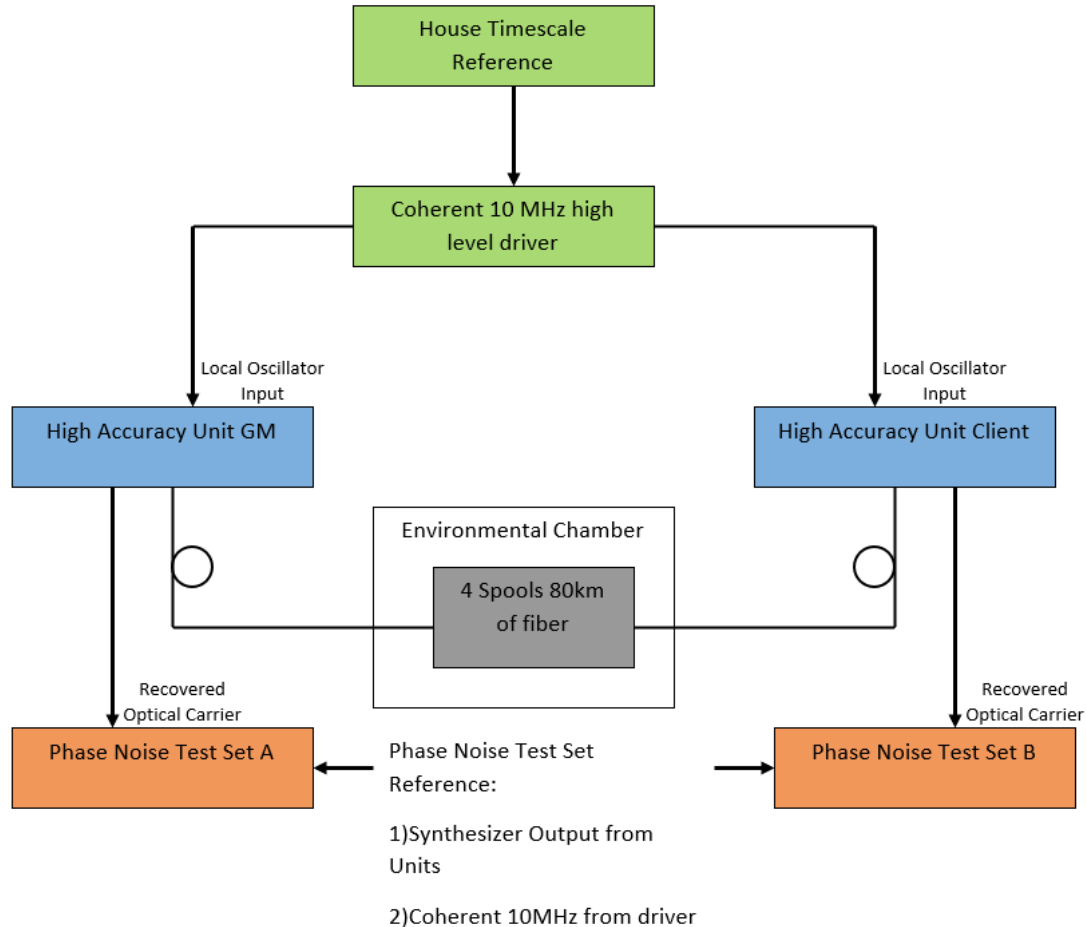 House Timescale
Reference
Coherent 10 MHz high
level driver
Local Oscillator
Input
Local Oscillator
Input
High Accuracy Unit GM
High Accuracy Unit Client
Environmental Chamber
4 Spools 80km
of fiber
Recovered
Optical Carrier
Recovered
Optical Carrier
Phase Noise Test Set A
Phase Noise Test Set
Reference:
1)Synthesizer Output from
Units
2)Coherent 10MHz from driver
Phase Noise Test Set B